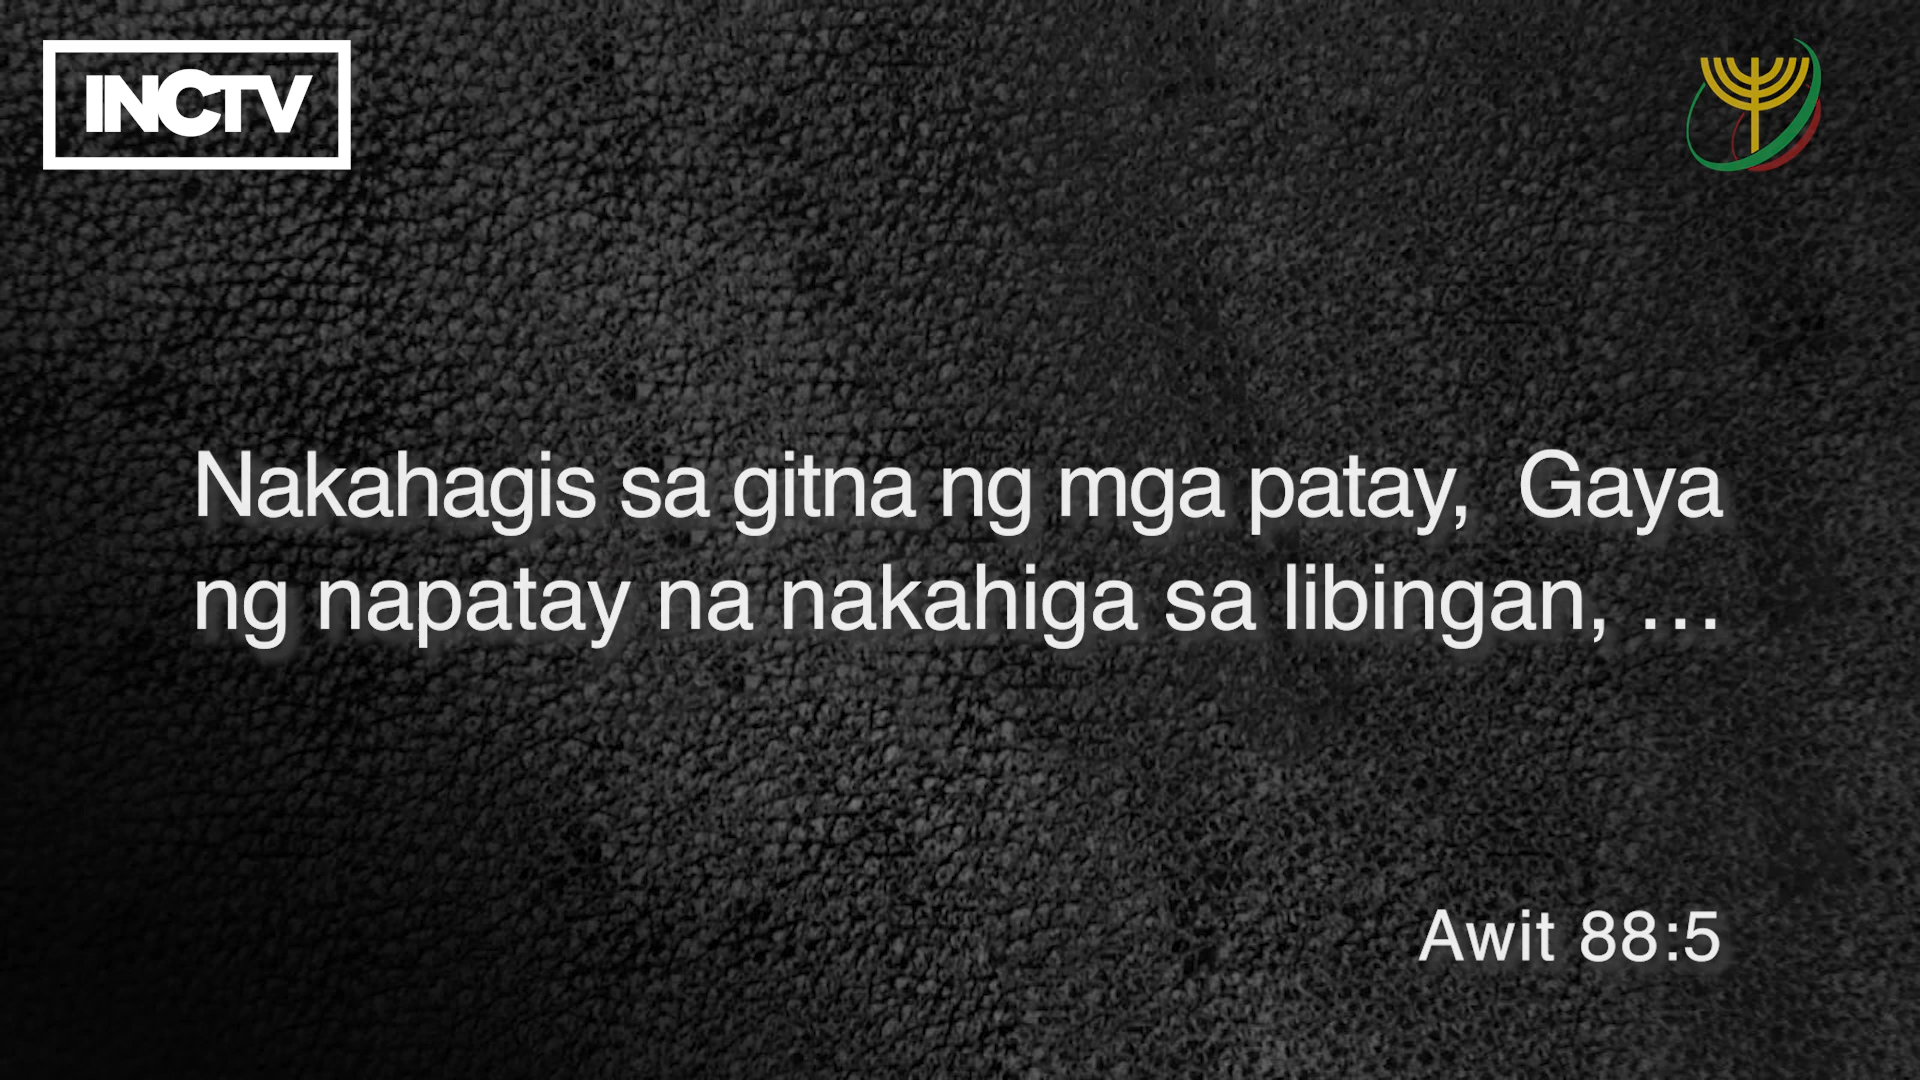 INCTV
Nakahagis sa gitna ng mga patay,  Gaya
ng napatay na nakahiga sa libingan, ...
Awit 88:5